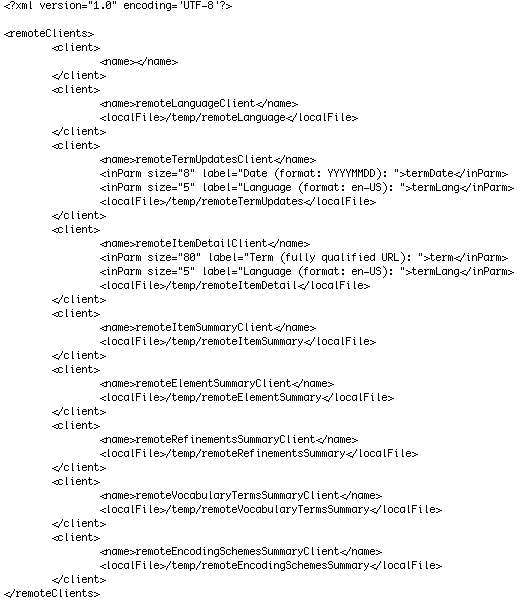 <?xml version="1.0" encoding='UTF-8'?>
<remoteClients>
<client>
<name></name>
</client>
<client>
<name>remoteLanguageClient</name>
<localFile>/temp/remoteLanguage</localFile>
</client>
<client>
<name>remoteTermUpdatesClient</name>
<inParm size="8" label="Date (format: YYYYMMDD): ">termDate</inParm>
<inParm size="5" label="Language (format: en-US): ">termLang</inParm>
<localFile>/temp/remoteTermUpdates</localFile>
</client>
<client>
<name>remoteItemDetailClient</name>
<inParm size="80" label="Term (fully qualified URL): ">term</inParm>
<inParm size="5" label="Language (format: en-US): ">termLang</inParm>
<localFile>/temp/remoteItemDetail</localFile>
</client>
<client>
<name>remoteItemSummaryClient</name>
<localFile>/temp/remoteItemSummary</localFile>
</client>
<client>
<name>remoteElementSummaryClient</name>
<localFile>/temp/remoteElementSummary</localFile>
</client>
<client>
<name>remoteRefinementsSummaryClient</name>
<localFile>/temp/remoteRefinementsSummary</localFile>
</client>
<client>
<name>remoteVocabularyTermsSummaryClient</name>
<localFile>/temp/remoteVocabularyTermsSummary</localFile>
</client>
<client>
<name>remoteEncodingSchemesSummaryClient</name>
<localFile>/temp/remoteEncodingSchemesSummary</localFile>
</client>
</remoteClients>